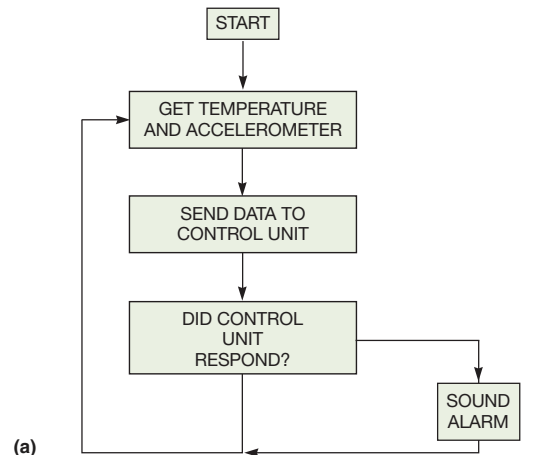 START
GET TEMPERATURE
AND ACCELEROMETER
SEND DATA TO
CONTROL UNIT
DID CONTROL
UNIT
RESPOND?
SOUND
ALARM
(a)